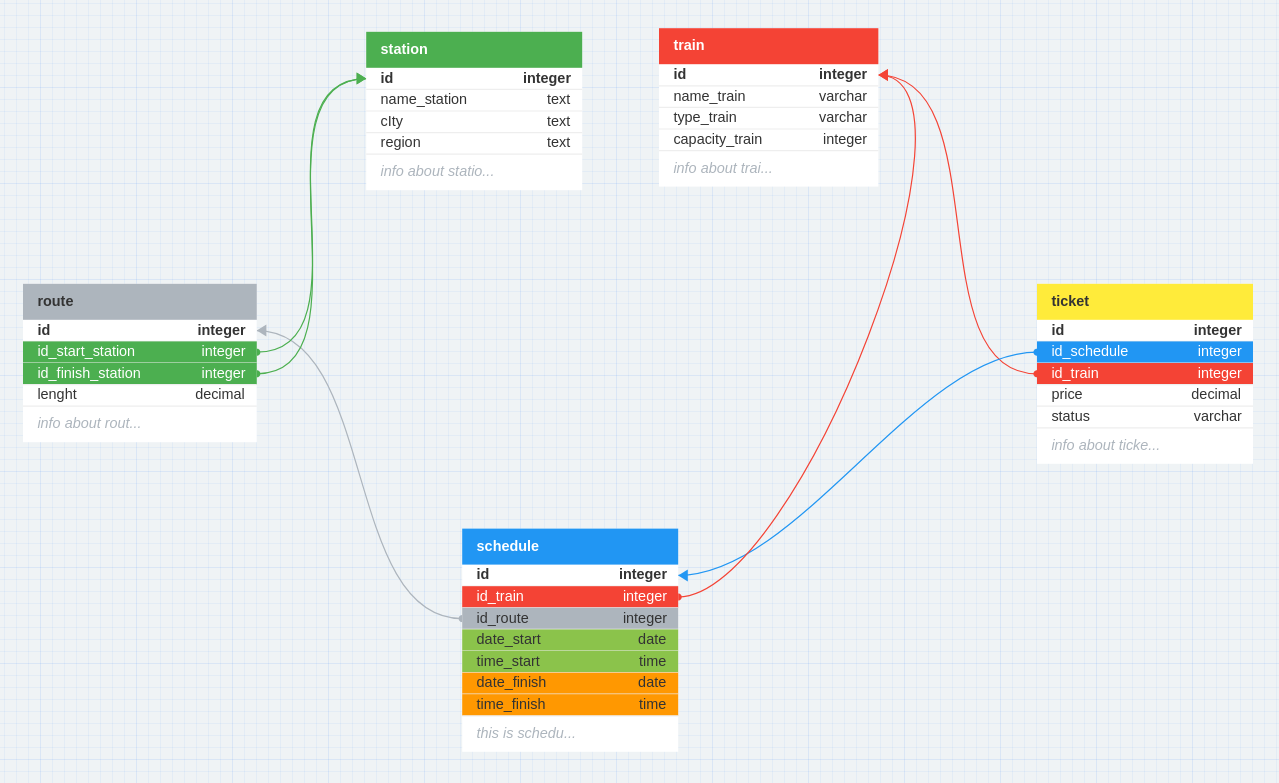 station
id integer
name_station text
cIty text
region text
info about statio...
train
id integer
name_train varchar
type_train varchar
capacity_train integer
info about trai...
route
id integer
id_start_station integer
id_finish_station integer
lenght decimal
info about rout...
ticket
id integer
id_schedule integer
id_train integer
price decimal
status varchar
info about ticke...
schedule
id integer
id_train integer
id_route integer
date_start date
time_start time
date_finish date
time_finish time
this is schedu...